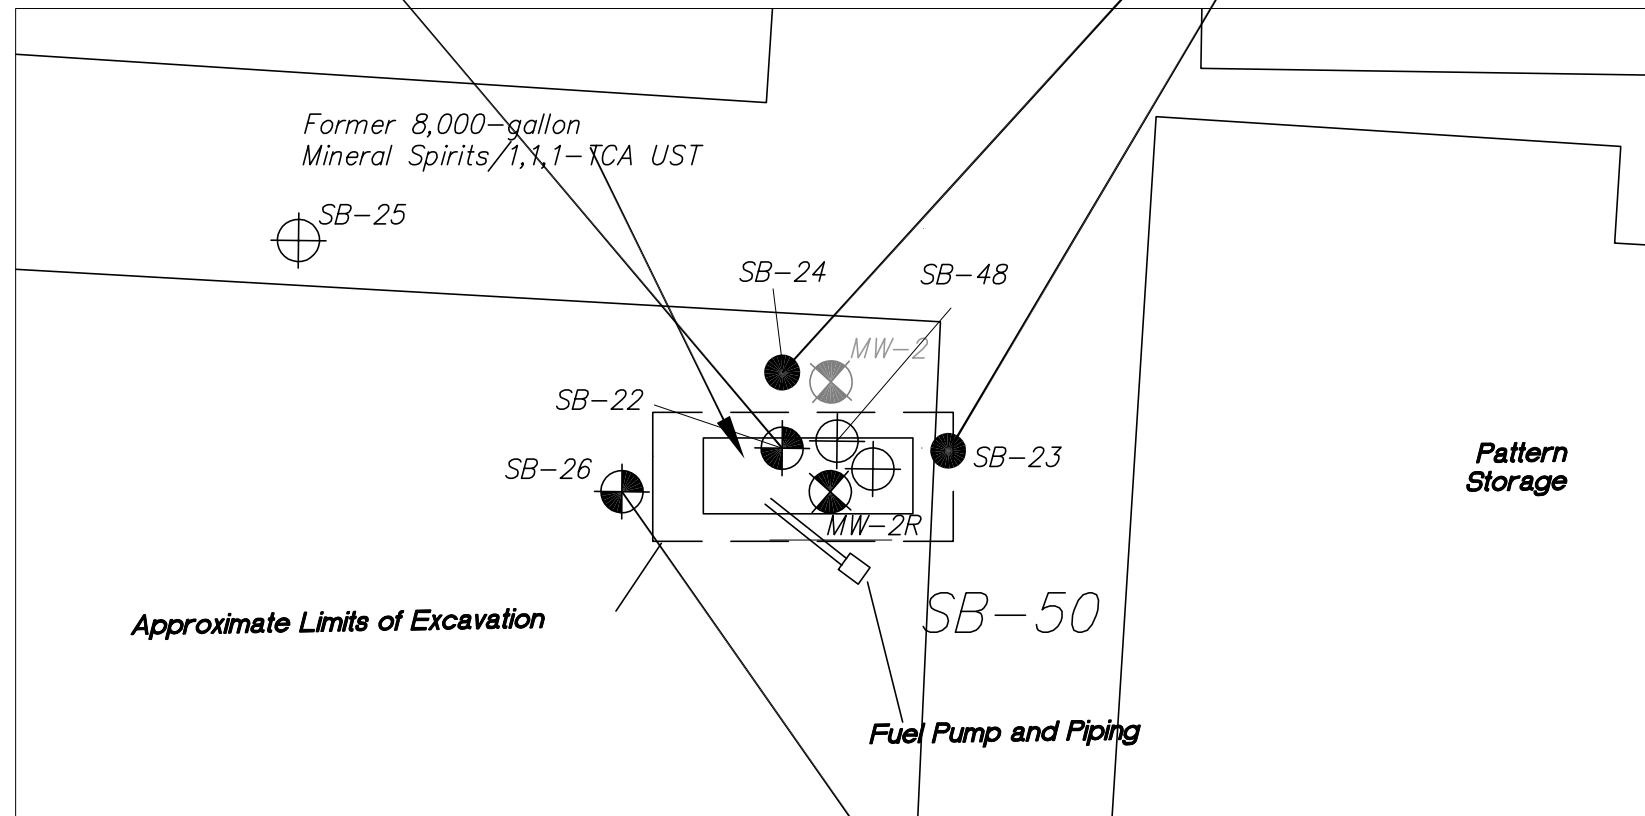 Former 8,000-gallon
Mineral Spirits/1,1,1-TCA UST
SB-25
SB-24
SB-48
MW-2
SB-22
SB-23
SB-26
Pattern
Storage
MW-2R
SB-50
Approximate Limits of Excavation
Fuel Pump and Piping